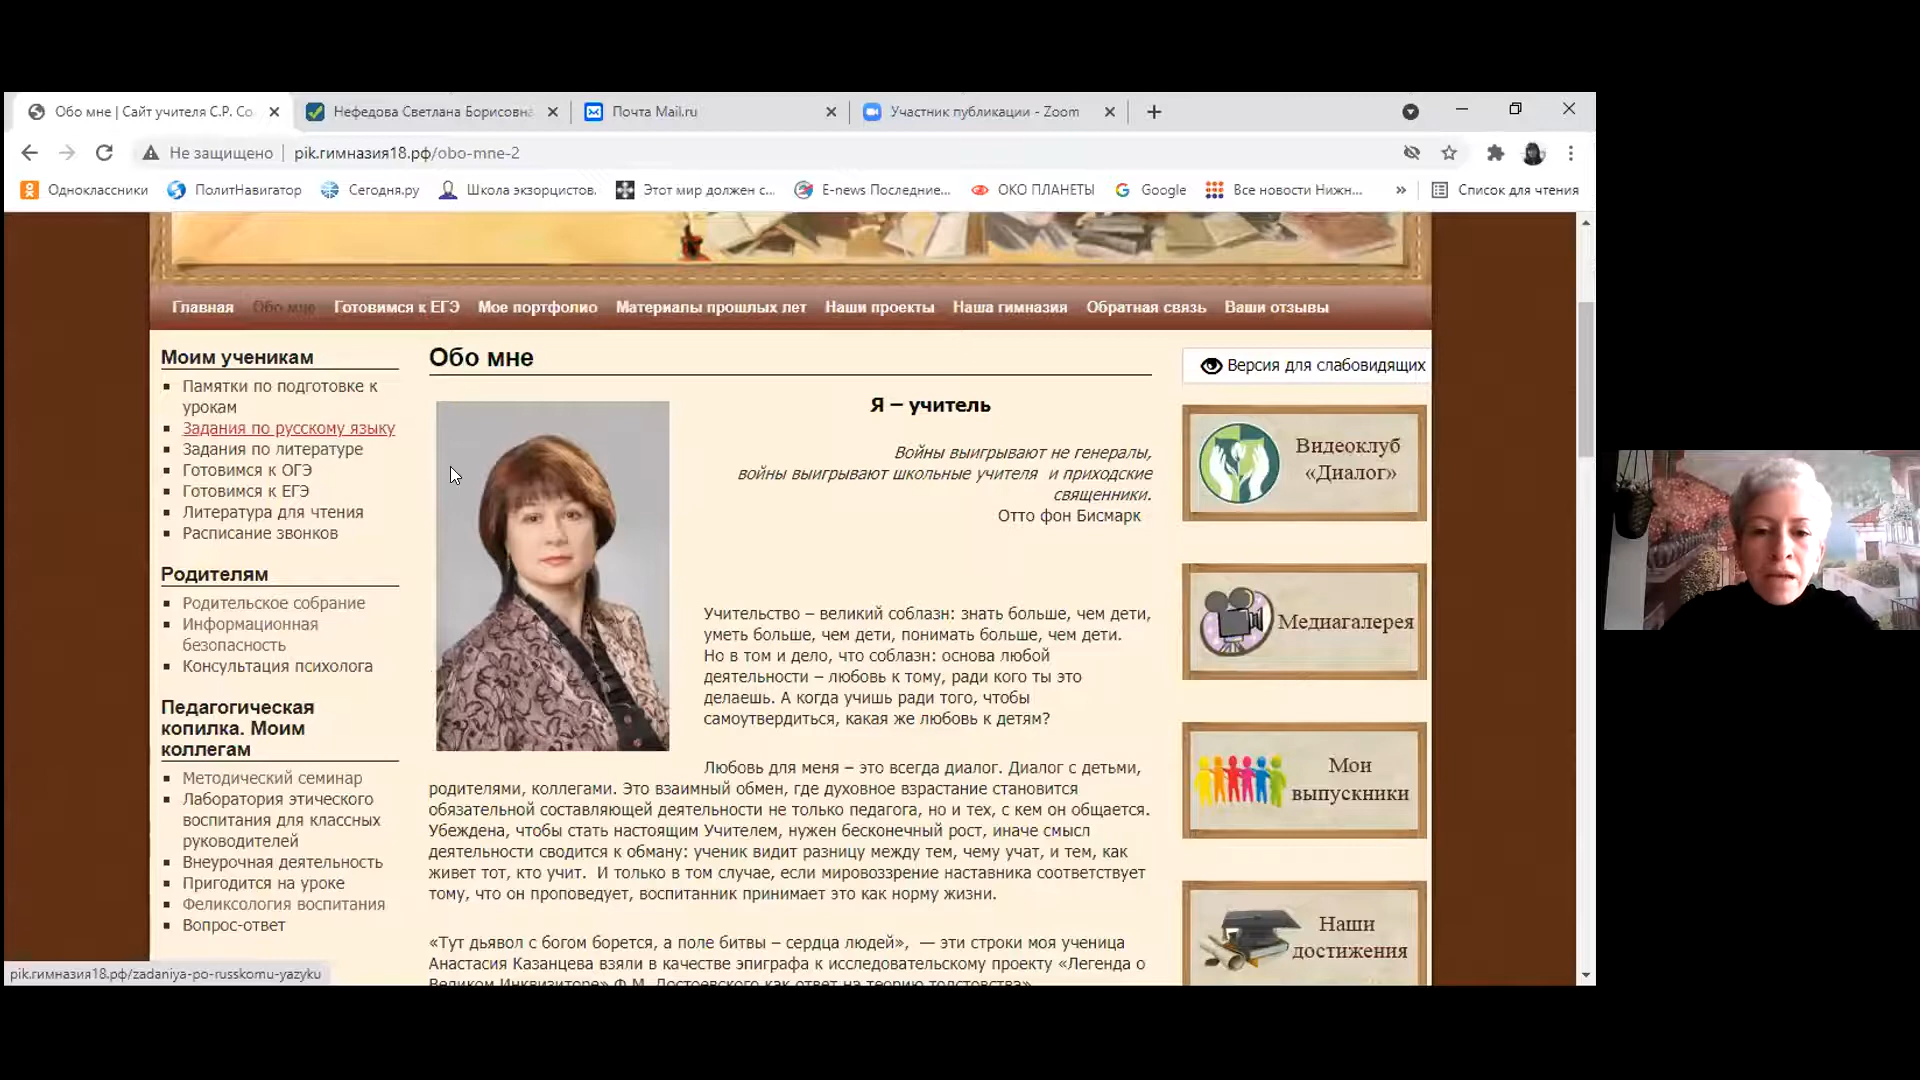 Обо мне | Сайт учителя С.Р. Со
Нефедова Светлана Борисовна
Почта Mail.ru
Участник публикации - Zoom
Не защищено
pik.гимназия18.рф/obo-mne-2
Одноклассники
ПолитНавигатор
Сегодня.ру
Школа экзорцистов.
Этот мир должен с...
E-news Последние...
ОКО ПЛАНЕТЫ
Google
Все новости Нижн...
»
Список для чтения
Главная
Обо мне
Готовимся к ЕГЭ
Мое портфолио
Материалы прошлых лет
Наши проекты
Наша гимназия
Обратная связь
Ваши отзывы
Моим ученикам
Памятки по подготовке к
урокам
Задания по русскому языку
Задания по литературе
Готовимся к ОГЭ
Готовимся к ЕГЭ
Литература для чтения
Расписание звонков
Родителям
Родительское собрание
Информационная
безопасность
Консультация психолога
Педагогическая
копилка. Моим
коллегам
Методический семинар
Лаборатория этического
воспитания для классных
руководителей
Внеурочная деятельность
Пригодится на уроке
Феликсология воспитания
Вопрос-ответ
pik.гимназия18.рф/zadaniya-po-russkomu-yazyku
Обо мне
Я – учитель
Войны выигрывают не генералы,
войны выигрывают школьные учителя и приходские
священники.
Отто фон Бисмарк
Учительство – великий соблазн: знать больше, чем дети,
уметь больше, чем дети, понимать больше, чем дети.
Но в том и дело, что соблазн: основа любой
деятельности – любовь к тому, ради кого ты это
делаешь. А когда учишь ради того, чтобы
самоутвердиться, какая же любовь к детям?
Любовь для меня – это всегда диалог. Диалог с детьми,
родителями, коллегами. Это взаимный обмен, где духовное взрастание становится
обязательной составляющей деятельности не только педагога, но и тех, с кем он общается.
Убеждена, чтобы стать настоящим Учителем, нужен бесконечный рост, иначе смысл
деятельности сводится к обману: ученик видит разницу между тем, чему учат, и тем, как
живет тот, кто учит. И только в том случае, если мировоззрение наставника соответствует
тому, что он проповедует, воспитанник принимает это как норму жизни.
«Тут дьявол с богом борется, а поле битвы – сердца людей», — эти строки моя ученица
Анастасия Казанцева взяли в качестве эпиграфа к исследовательскому проекту «Легенда о
Великом Инквизиторе» Ф.М. Достоевского как ответ на теорию толстовства».
Версия для слабовидящих
Видеоклуб
«Диалог»
Медиагалерея
Мои
выпускники
Наши
достижения